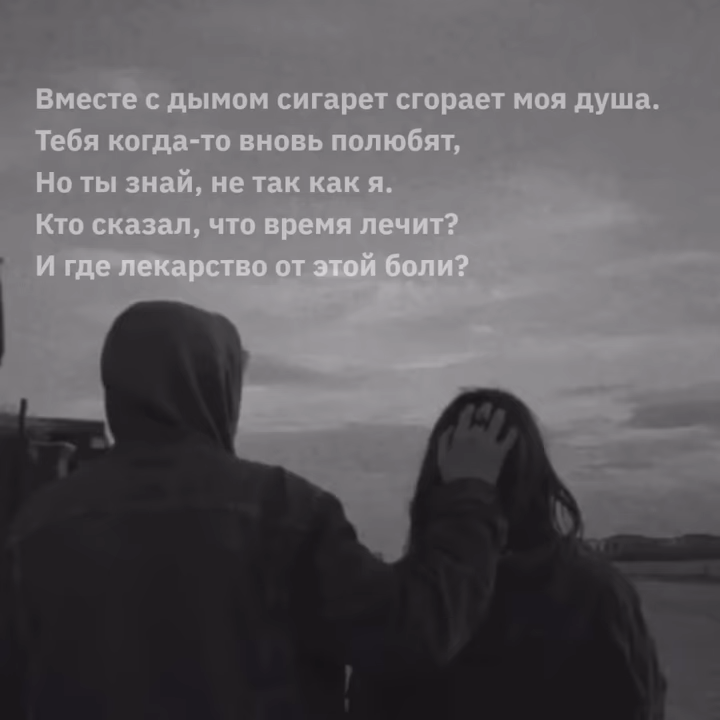 Вместе с дымом сигарет сгорает моя душа.
Тебя когда-то вновь полюбят,
Но ты знай, не так как я.
Кто сказал, что время лечит?
И где лекарство от этой боли?